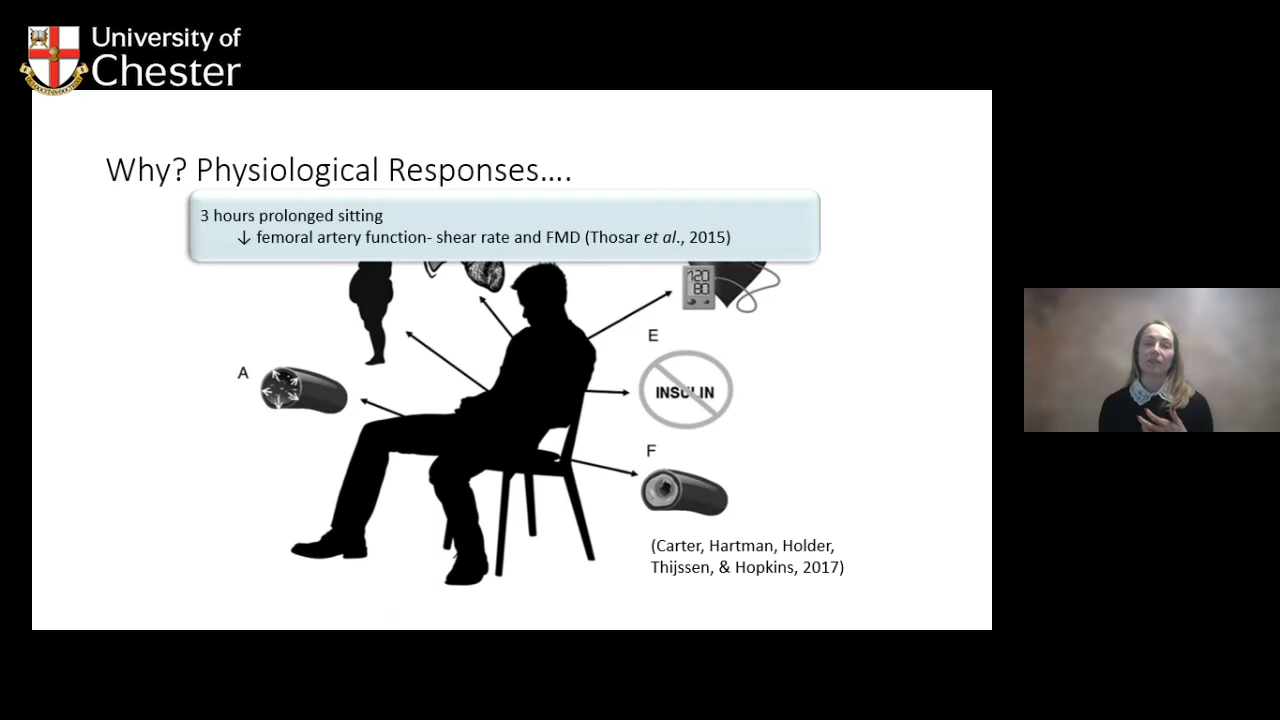 University of
Chester
Why? Physiological Responses....
3 hours prolonged sitting
↓ femoral artery function- shear rate and FMD (Thosar et al., 2015)
120
80
E
A
INSULIN
F
(Carter, Hartman, Holder,
Thijssen, & Hopkins, 2017)